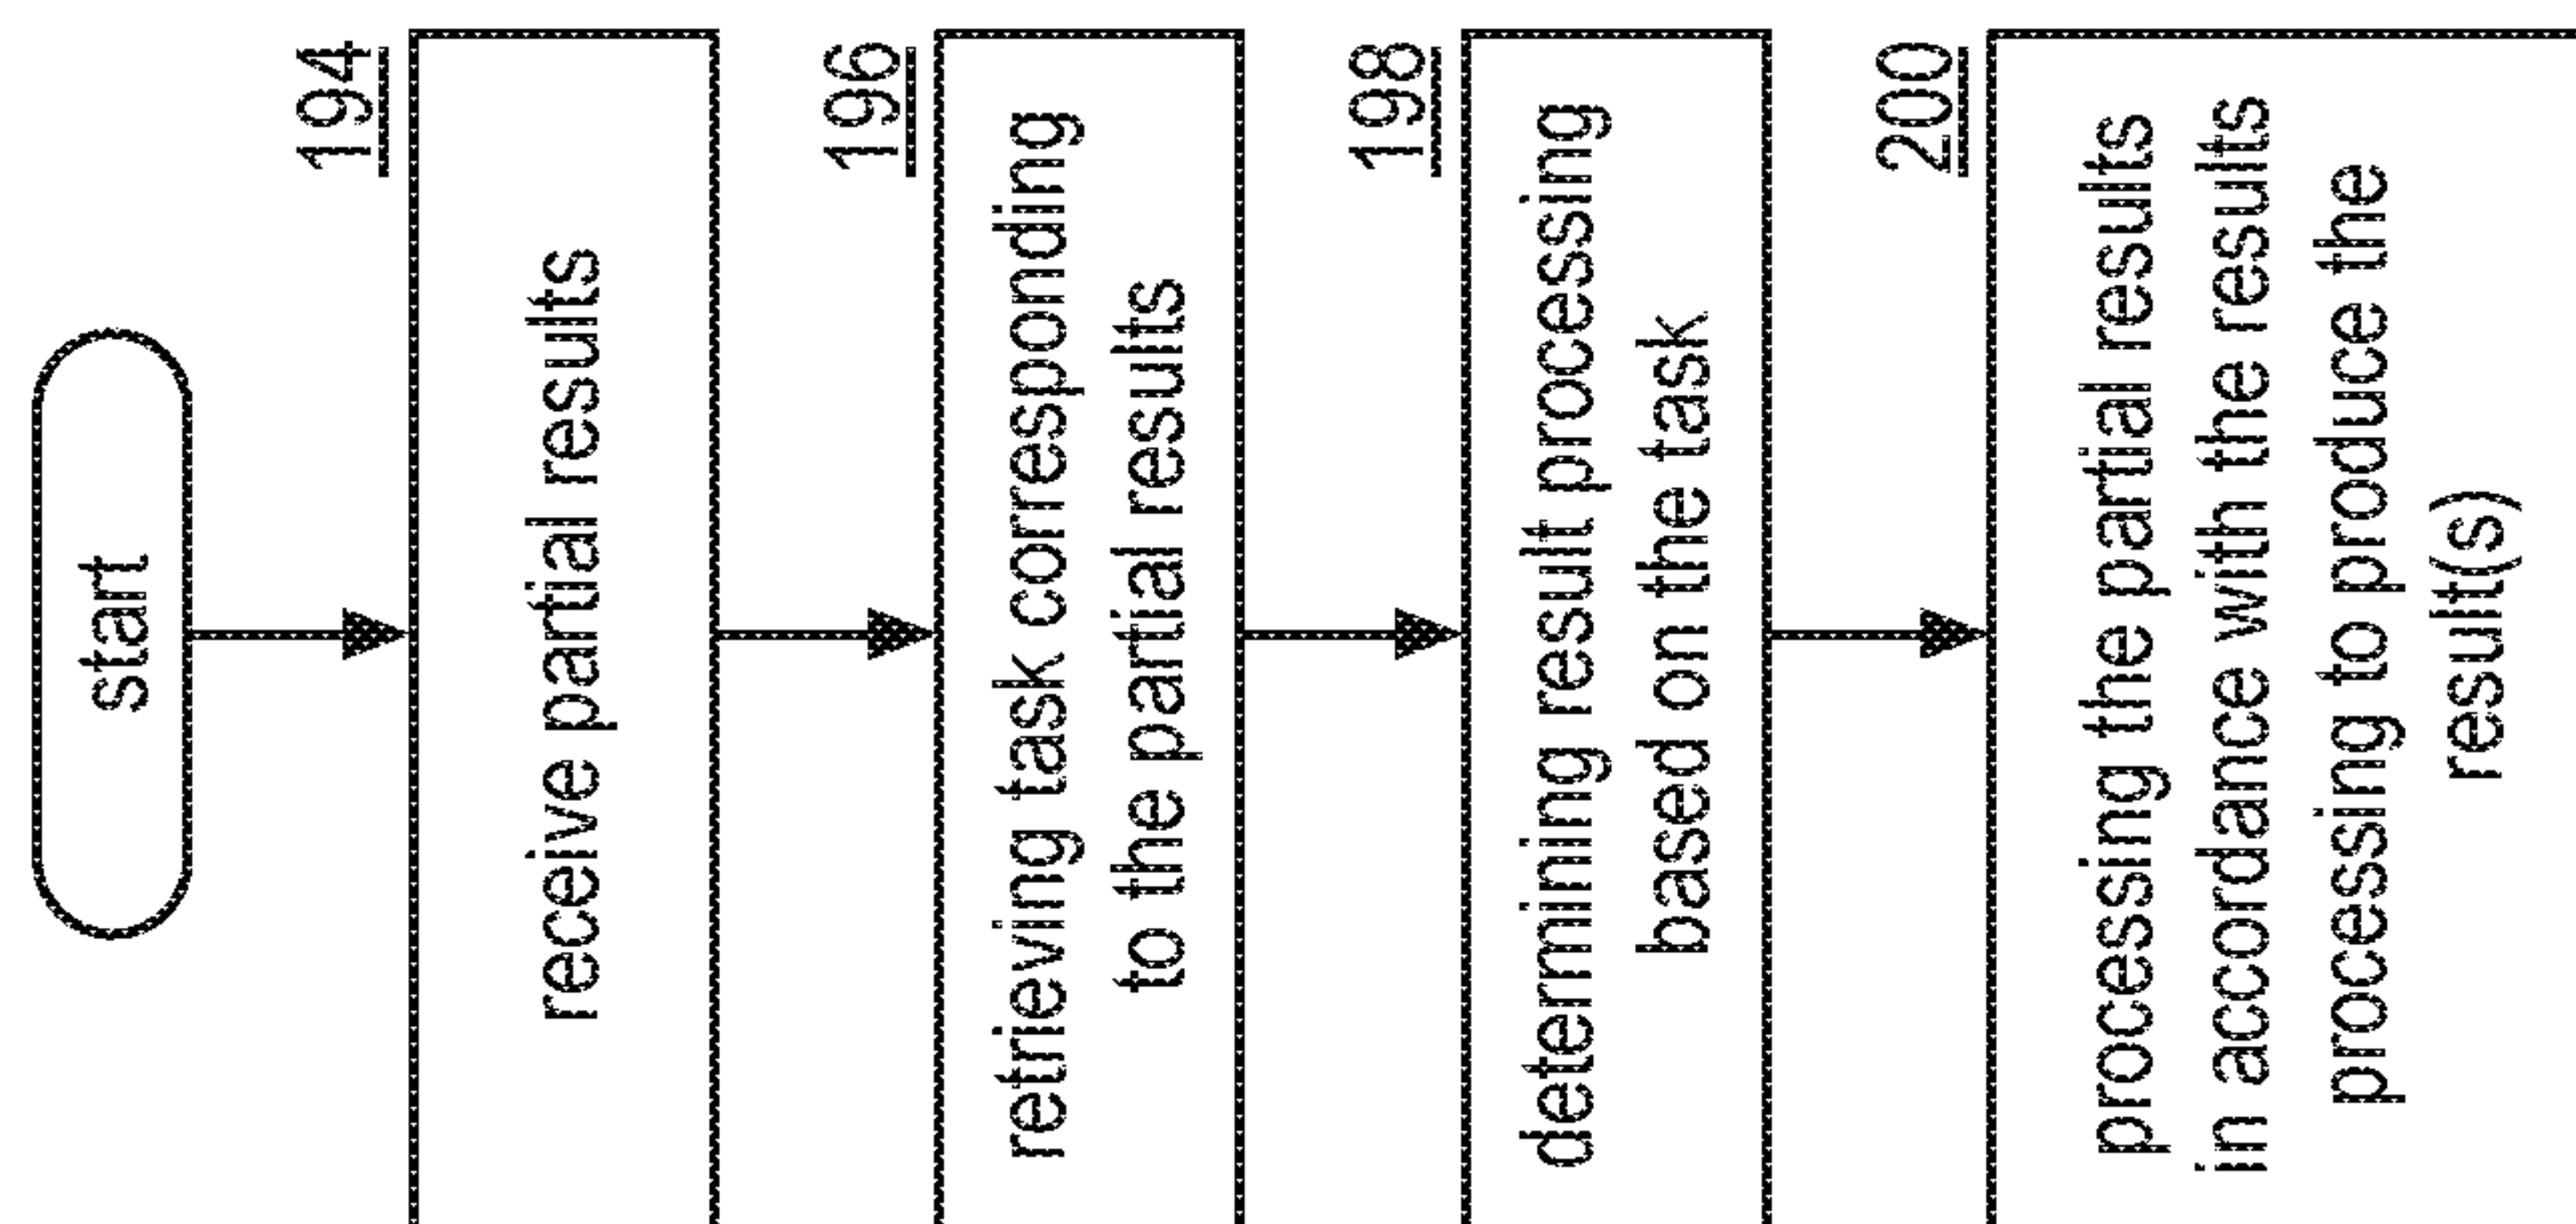 start
194
receive partial results
196
retrieving task corresponding
to the partial results
198
determining result processing
based on the task
200
processing the partial results
in accordance with the results
processing to produce the
result(s)